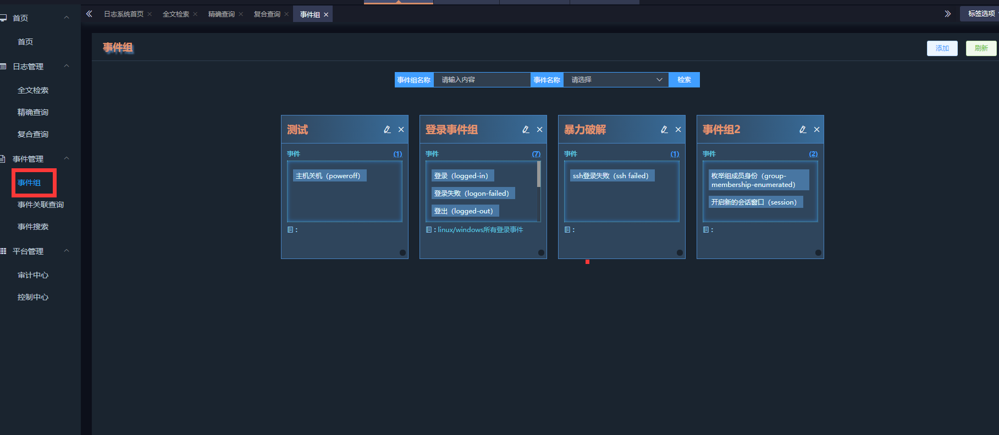 首页
首页
日志管理
全文检索
精确查询
复合查询
事件管理
事件组
事件关联查询
事件搜索
平台管理
审计中心
控制中心
日志系统首页
全文检索
精确查询
复合查询
事件组
标签选项
事件组
添加
刷新
事件组名称
请输入内容
事件名称
请选择
检索
测试
事件
(1)
主机关机（poweroff）
:
登录事件组
事件
(7)
登录（logged-in）
登录失败（logon-failed）
登出（logged-out）
: linux/windows所有登录事件
暴力破解
事件
(1)
ssh登录失败（ssh failed）
:
事件组2
事件
(2)
枚举组成员身份（group-
membership-enumerated）
开启新的会话窗口（session）
: